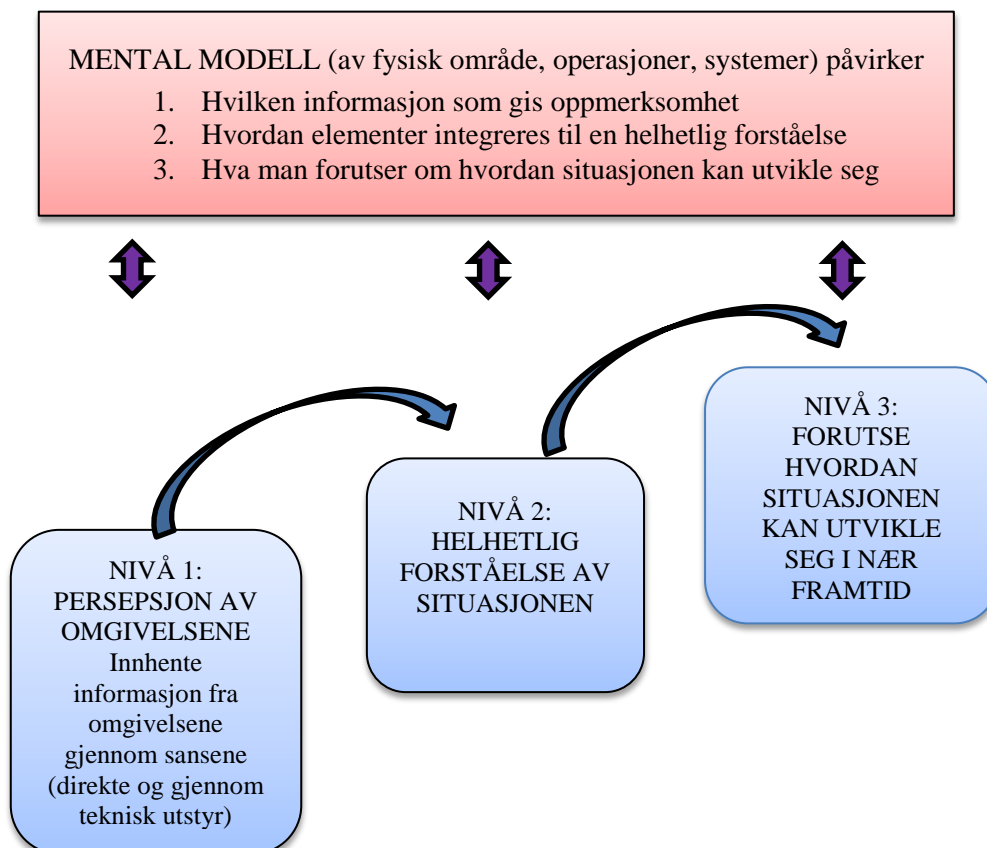 MENTAL MODELL (av fysisk område, operasjoner, systemer) påvirker
1. Hvilken informasjon som gis oppmerksomhet
2. Hvordan elementer integreres til en helhetlig forståelse
3. Hva man forutser om hvordan situasjonen kan utvikle seg
NIVÅ 1:
PERSEPSJON AV
OMGIVELSENE
Innhente
informasjon fra
omgivelsene
gjennom sansene
(direkte og gjennom
teknisk utstyr)
NIVÅ 2:
HELHETLIG
FORSTÅELSE AV
SITUASJONEN
NIVÅ 3:
FORUTSE
HVORDAN
SITUASJONEN
KAN UTVIKLE
SEG I NÆR
FRAMTID